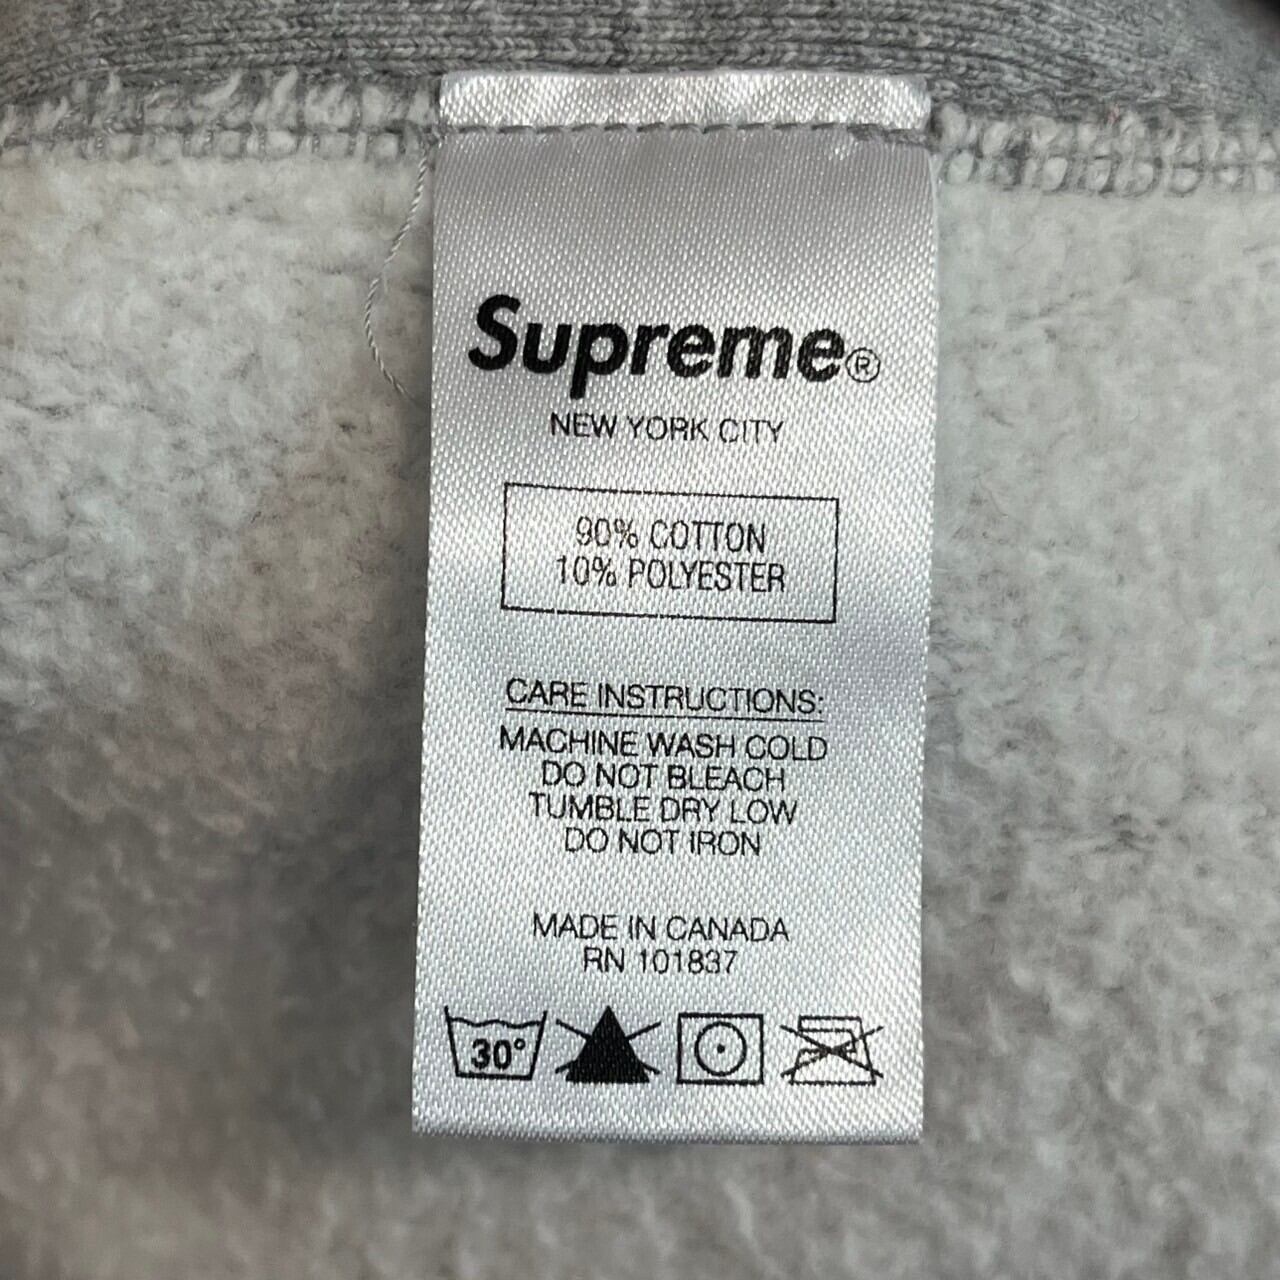 Supreme®
NEW YORK CITY
90% COTTON
10% POLYESTER
CARE INSTRUCTIONS:
MACHINE WASH COLD
DO NOT BLEACH
TUMBLE DRY LOW
DO NOT IRON
MADE IN CANADA
RN 101837
30°